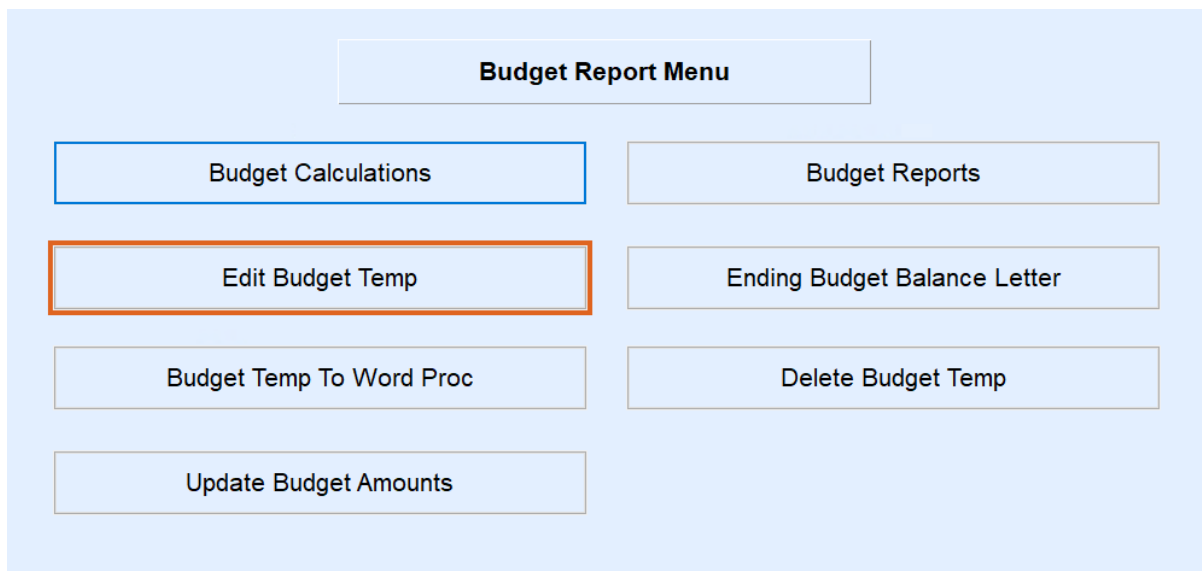 Budget Report Menu
Budget Calculations
Budget Reports
Edit Budget Temp
Ending Budget Balance Letter
Budget Temp To Word Proc
Delete Budget Temp
Update Budget Amounts